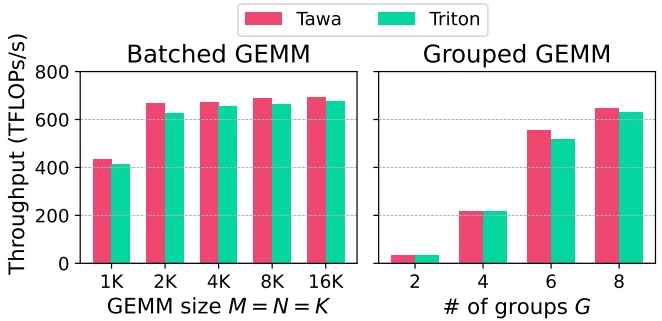 Tawa Triton
Batched GEMM Grouped GEMM
Throughput (TFLOPs/s)
800
600
400
200
0
1K 2K 4K 8K 16K
GEMM size M = N = K
2 4 6 8
# of groups G